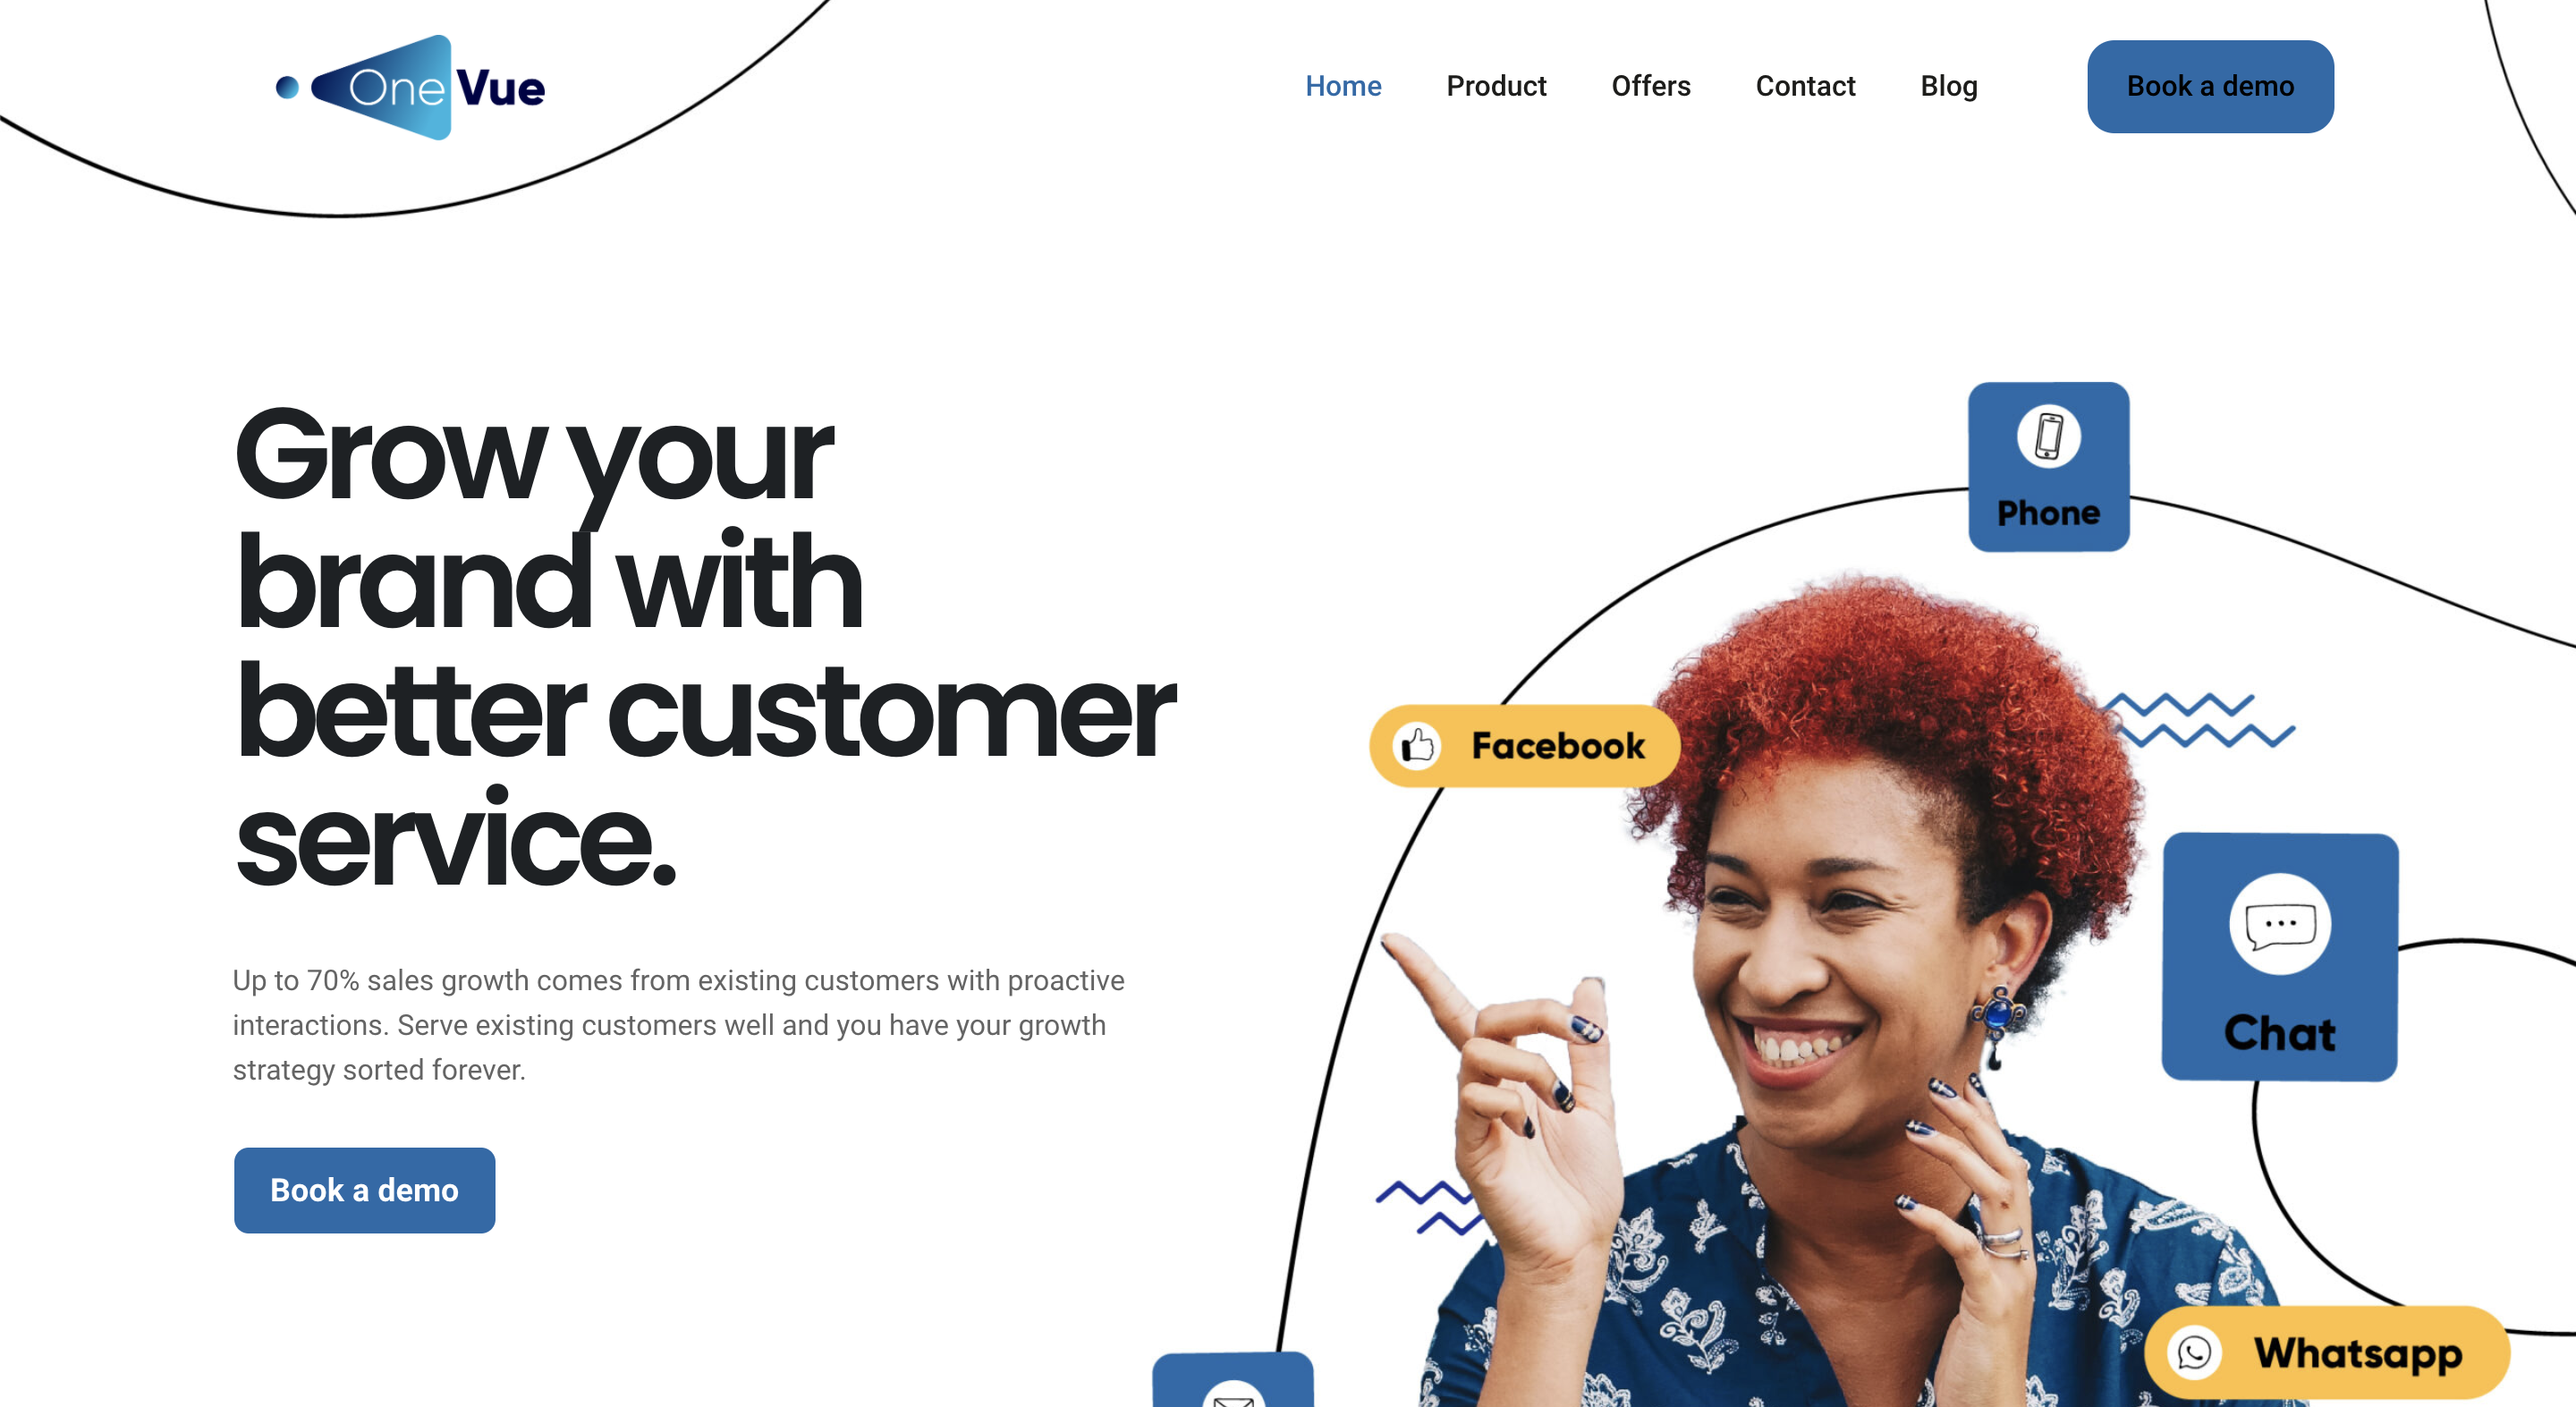 One Vue
Home Product Offers Contact Blog Book a demo
Grow your
brand with
better customer
service.
Up to 70% sales growth comes from existing customers with proactive
interactions. Serve existing customers well and you have your growth
strategy sorted forever.
Book a demo
Phone
Facebook
Chat
Whatsapp